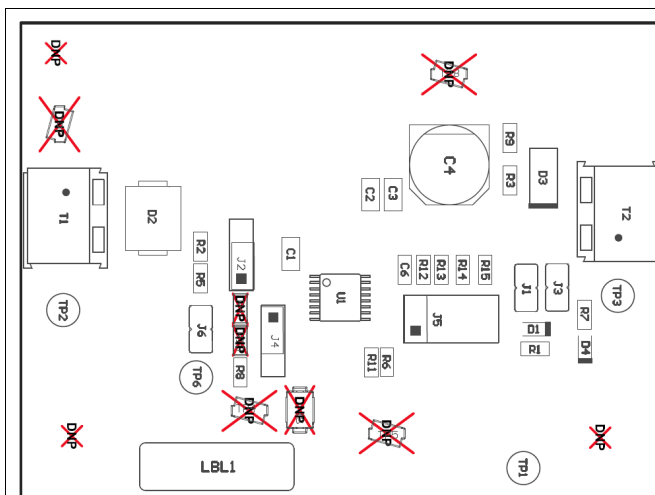 DNP
DNP
DNP
R9
C4
D3
R3
T1
D2
C2
C3
T2
R2
J2
C1
R5
C6
R12
R13
R14
R15
J1
J3
TP3
TP2
U1
DNP
J6
J4
J5
R7
DNP
D1
R1
D4
R8
R11
R6
TP6
DNP
DNP
DNP
DNP
DNP
LBL1
TP1